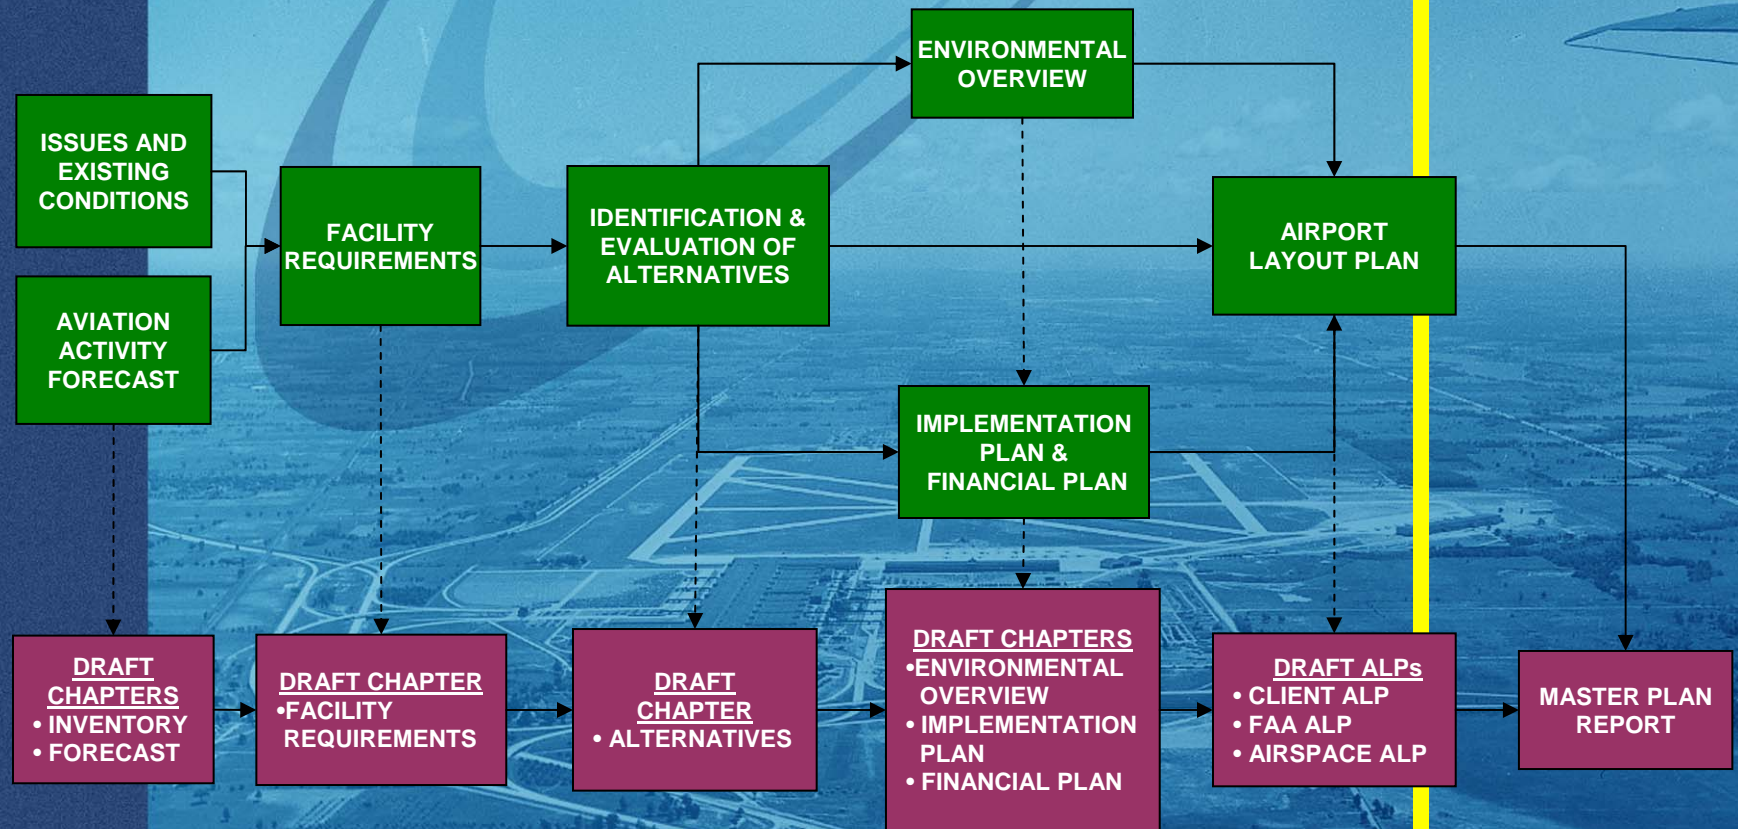 ENVIRONMENTAL
OVERVIEW
ISSUES AND
EXISTING
CONDITIONS
FACILITY
REQUIREMENTS
IDENTIFICATION &
EVALUATION OF
ALTERNATIVES
AIRPORT
LAYOUT PLAN
AVIATION
ACTIVITY
FORECAST
IMPLEMENTATION
PLAN &
FINANCIAL PLAN
DRAFT
CHAPTERS
• INVENTORY
• FORECAST
DRAFT CHAPTER
•FACILITY
REQUIREMENTS
DRAFT
CHAPTER
• ALTERNATIVES
DRAFT CHAPTERS
•ENVIRONMENTAL
OVERVIEW
• IMPLEMENTATION
PLAN
• FINANCIAL PLAN
DRAFT ALPs
• CLIENT ALP
• FAA ALP
• AIRSPACE ALP
MASTER PLAN
REPORT